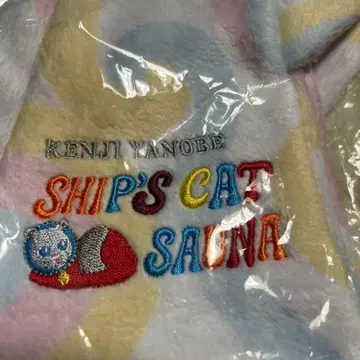 KENJI YANOBE
SHIP'S CAT
SAUNA